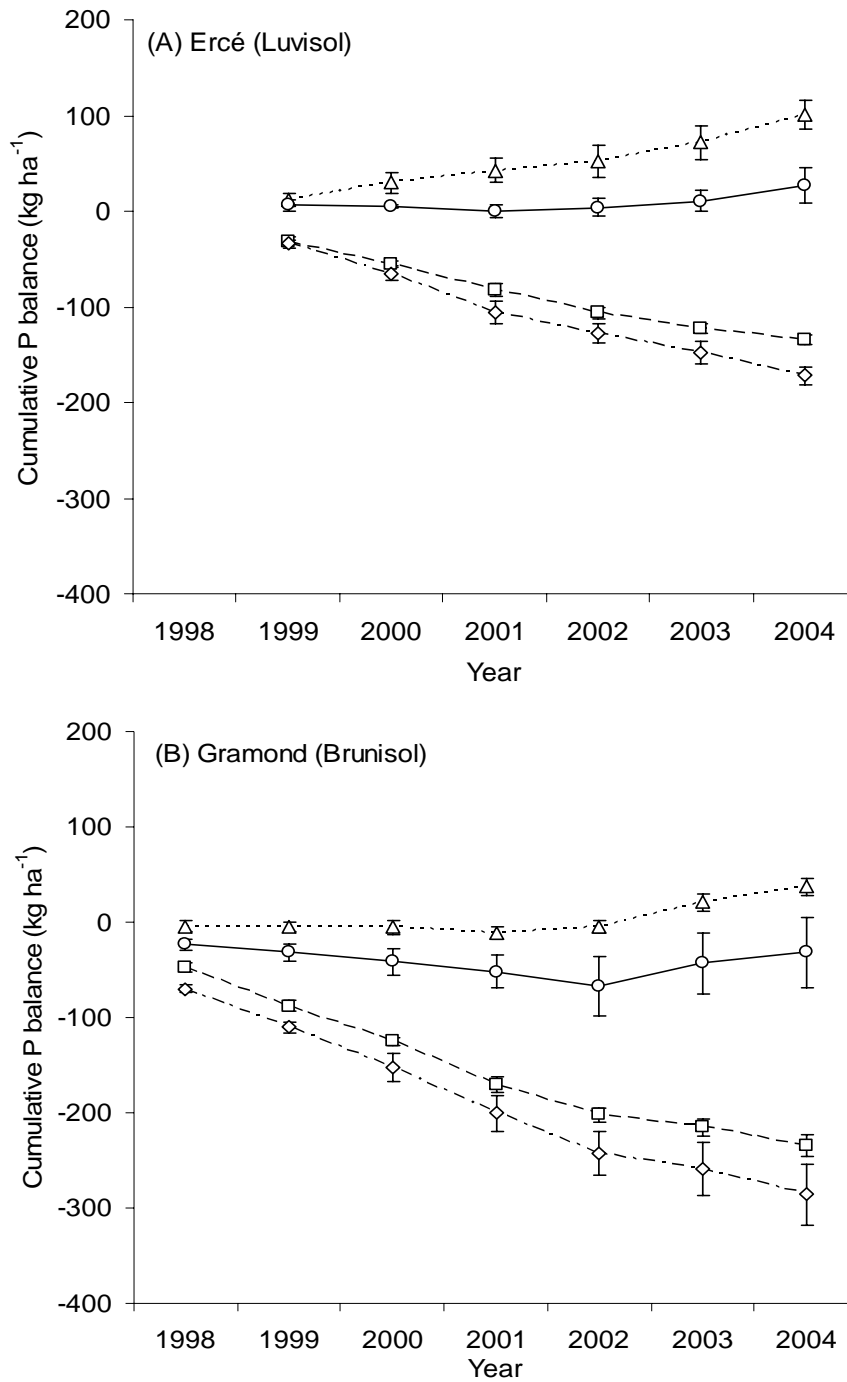 (A) Ercé (Luvisol)
Cumulative P balance (kg ha⁻¹)
200
100
0
-100
-200
-300
-400
1998 1999 2000 2001 2002 2003 2004
Year
(B) Gramond (Brunisol)
Cumulative P balance (kg ha⁻¹)
200
100
0
-100
-200
-300
-400
1998 1999 2000 2001 2002 2003 2004
Year